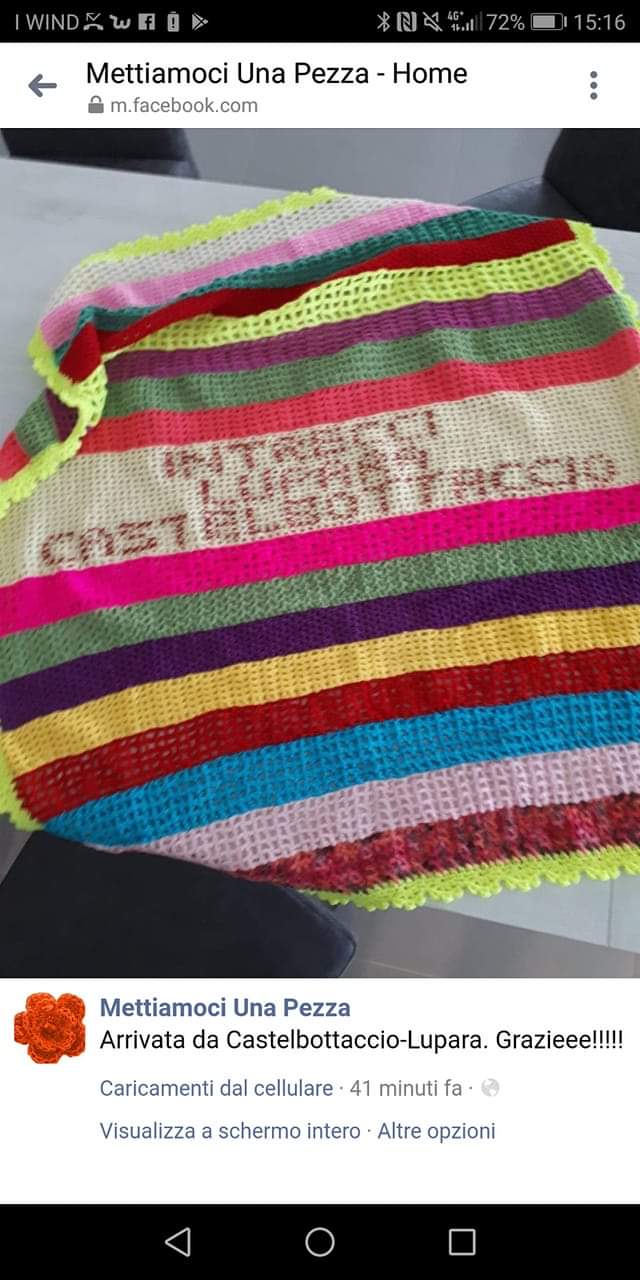 I WIND 4G+ 72% 15:16
Mettiamoci Una Pezza - Home
m.facebook.com
INTRECCI
LUPARA
CASTELBOTTACCIO
Mettiamoci Una Pezza
Arrivata da Castelbottaccio-Lupara. Grazieee!!!!!
Caricamenti dal cellulare · 41 minuti fa ·
Visualizza a schermo intero · Altre opzioni